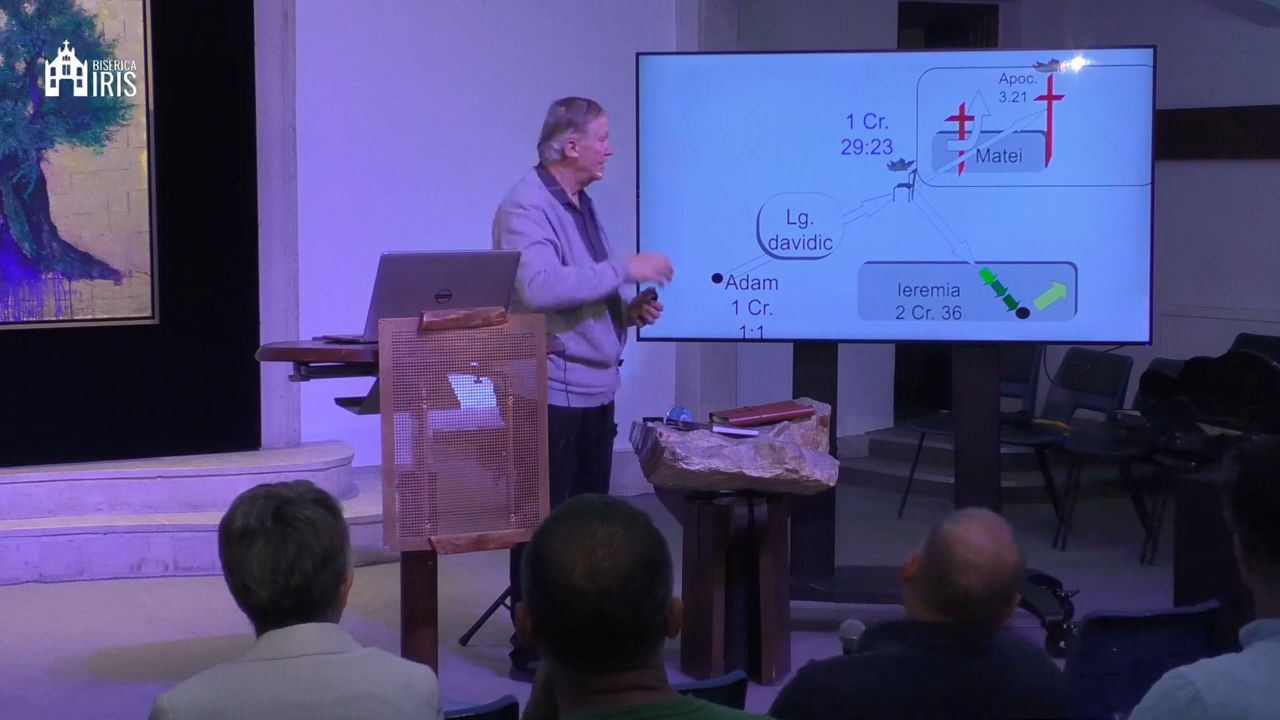 BISERICA
IRIS
Apoc.
3.21
1 Cr.
29:23
Matei
Lg.
davidic
Adam
1 Cr.
1:1
Ieremia
2 Cr. 36
DELL